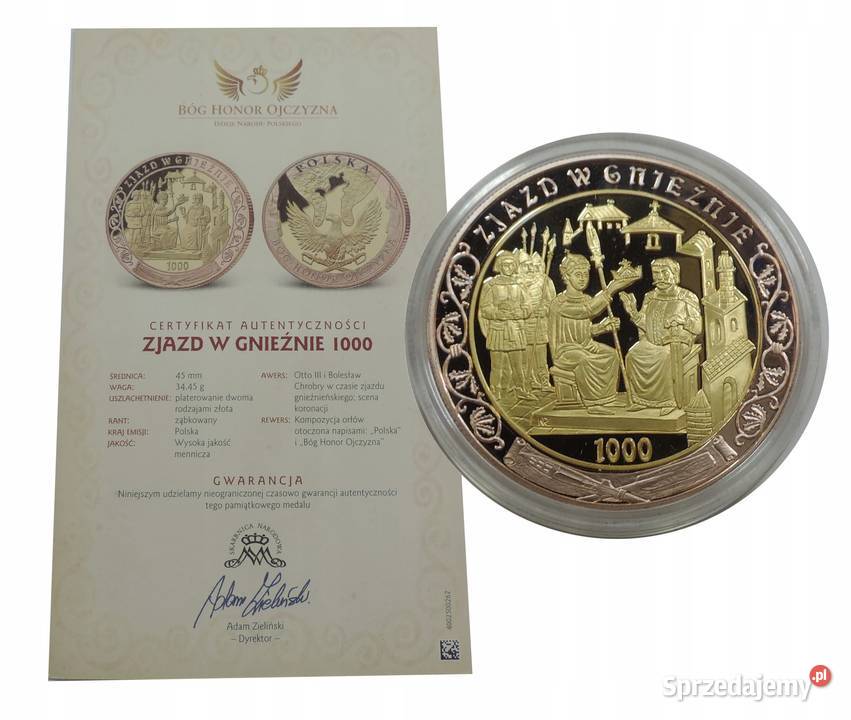 BÓG HONOR OJCZYZNA
DZIEJE NARODU POLSKIEGO
ZJAZD W GNIEŹNIE
1000
POLSKA
BÓG HONOR OJCZYZNA
CERTYFIKAT AUTENTYCZNOŚCI
ZJAZD W GNIEŹNIE 1000
ŚREDNICA: 45 mm
WAGA: 34.45 g
USZLACHETNIENIE: platerowanie dwoma
rodzajami złota
RANT: ząbkowany
KRAJ EMISJI: Polska
JAKOŚĆ: Wysoka jakość
mennicza
AWERS: Otto III i Bolesław
Chrobry w czasie zjazdu
gnieźnieńskiego; scena
koronacji
REWERS: Kompozycja orłów
otoczona napisami: „Polska”
i „Bóg Honor Ojczyzna”
GWARANCJA
Niniejszym udzielamy nieograniczonej czasowo gwarancji autentyczności
tego pamiątkowego medalu
SKARBNICA NARODOWA
Adam Zieliński
Adam Zieliński
– Dyrektor –
4002500262
ZJAZD W GNIEŹNIE
1000
Sprzedajemy.pl